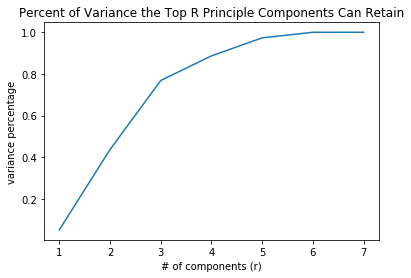 Percent of Variance the Top R Principle Components Can Retain
1.0
0.8
0.6
0.4
0.2
variance percentage
1 2 3 4 5 6 7
# of components (r)